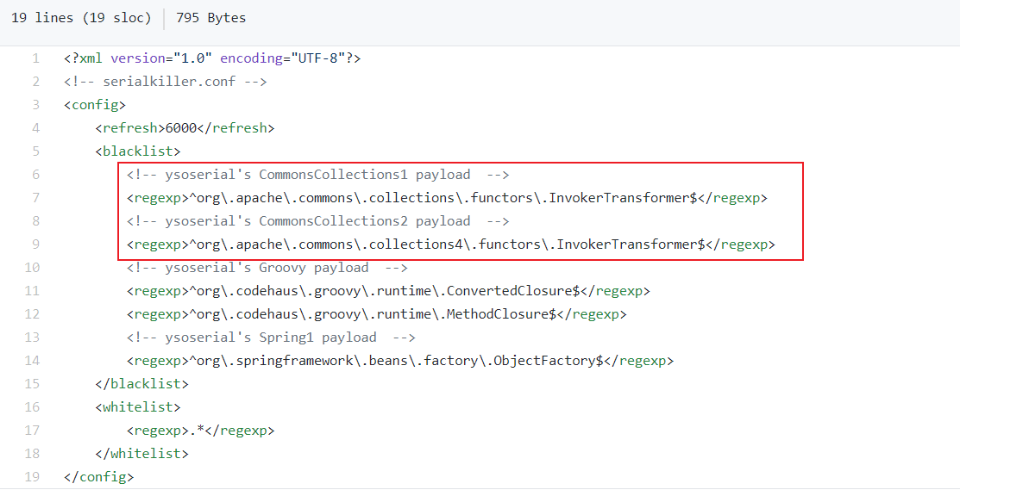 19 lines (19 sloc) | 795 Bytes
1 <?xml version="1.0" encoding="UTF-8"?>
2 <!-- serialkiller.conf -->
3 <config>
4     <refresh>6000</refresh>
5     <blacklist>
6         <!-- ysoserial's CommonsCollections1 payload  -->
7         <regexp>^org\.apache\.commons\.collections\.functors\.InvokerTransformer$</regexp>
8         <!-- ysoserial's CommonsCollections2 payload  -->
9         <regexp>^org\.apache\.commons\.collections4\.functors\.InvokerTransformer$</regexp>
10         <!-- ysoserial's Groovy payload  -->
11         <regexp>^org\.codehaus\.groovy\.runtime\.ConvertedClosure$</regexp>
12         <regexp>^org\.codehaus\.groovy\.runtime\.MethodClosure$</regexp>
13         <!-- ysoserial's Spring1 payload  -->
14         <regexp>^org\.springframework\.beans\.factory\.ObjectFactory$</regexp>
15     </blacklist>
16     <whitelist>
17         <regexp>.*</regexp>
18     </whitelist>
19 </config>